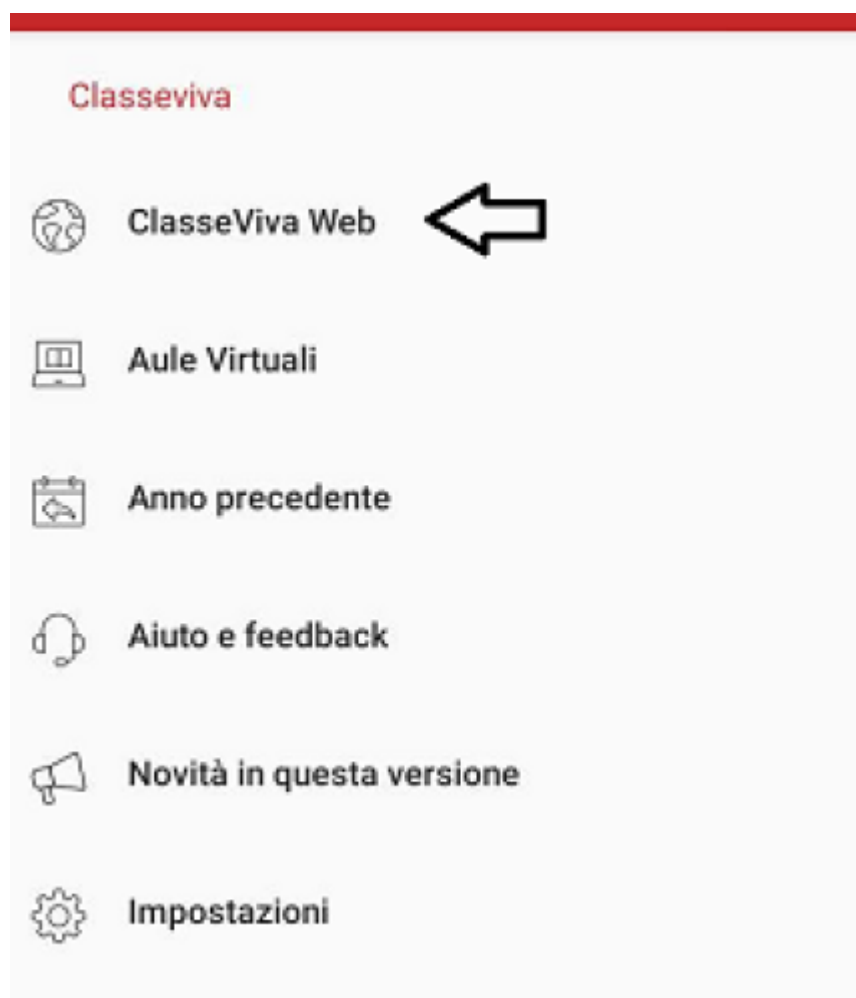 Classeviva
ClasseViva Web
Aule Virtuali
Anno precedente
Aiuto e feedback
Novità in questa versione
Impostazioni